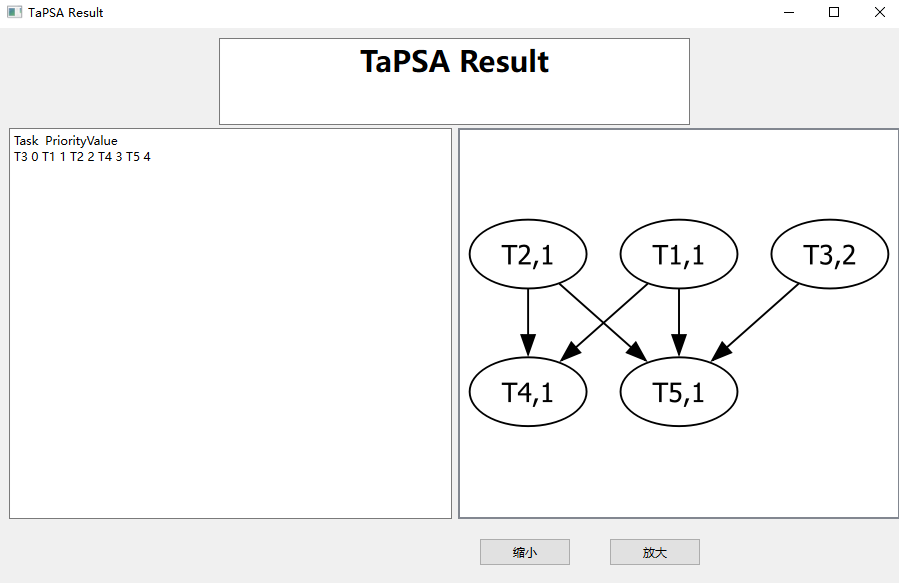 TaPSA Result
TaPSA Result
Task  PriorityValue
T3 0 T1 1 T2 2 T4 3 T5 4
T2,1
T1,1
T3,2
T4,1
T5,1
缩小
放大